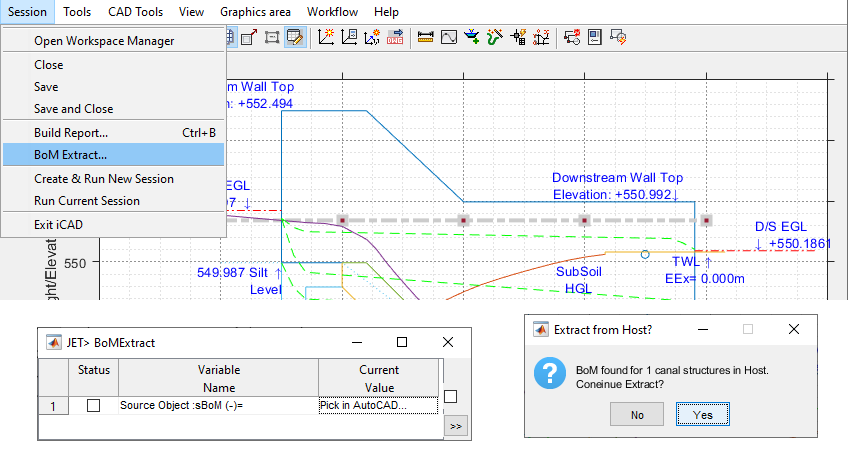 Session Tools CAD Tools View Graphics area Workflow Help
Open Workspace Manager
Close
Save
Save and Close
Build Report... Ctrl+B
BoM Extract...
Create & Run New Session
Run Current Session
Exit iCAD
m Wall Top
n: +552.494
EGL
Downstream Wall Top
Elevation: +550.992↓
D/S EGL
↓ +550.1861
550
549.987 Silt ↑
Level
SubSoil
HGL
TWL ↑
EEx= 0.000m
ght/Elevat
JET> BoMExtract
Status Variable Name Current Value
1 Source Object :sBoM (-)= Pick in AutoCAD...
>>
Extract from Host?
BoM found for 1 canal structures in Host.
Coneinue Extract?
No Yes